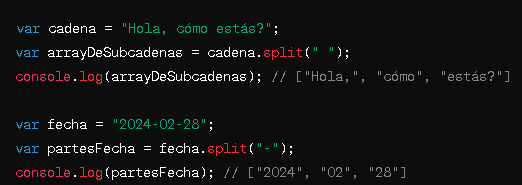 var cadena = "Hola, cómo estás?";
var arrayDeSubcadenas = cadena.split(" ");
console.log(arrayDeSubcadenas); // ["Hola,", "cómo", "estás?"]
var fecha = "2024-02-28";
var partesFecha = fecha.split("-");
console.log(partesFecha); // ["2024", "02", "28"]